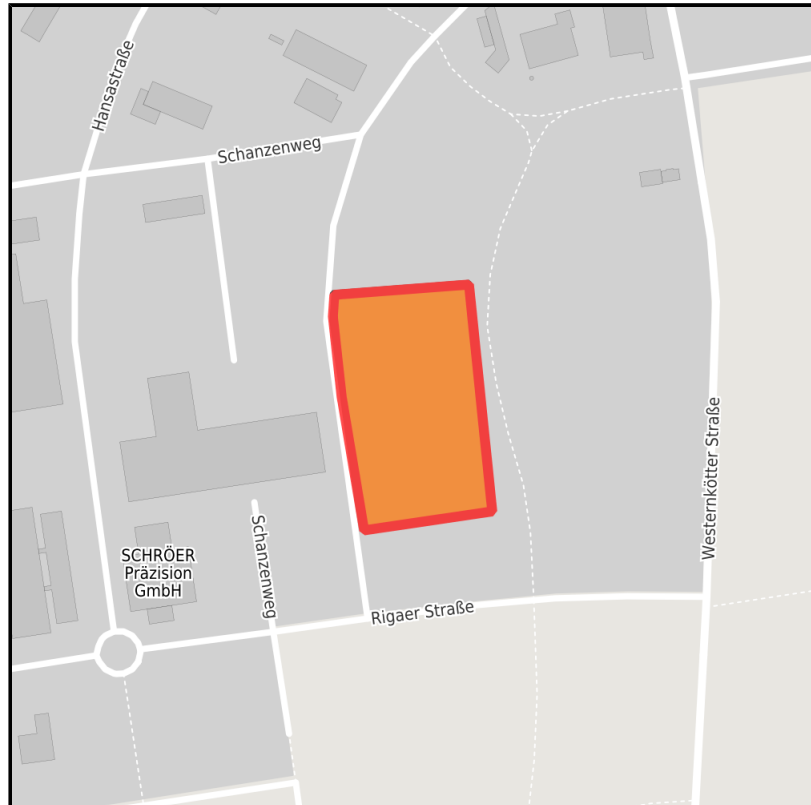 Hansastraße
Schanzenweg
Westernkötter Straße
Schanzenweg
SCHRÖER
Präzision
GmbH
Rigaer Straße